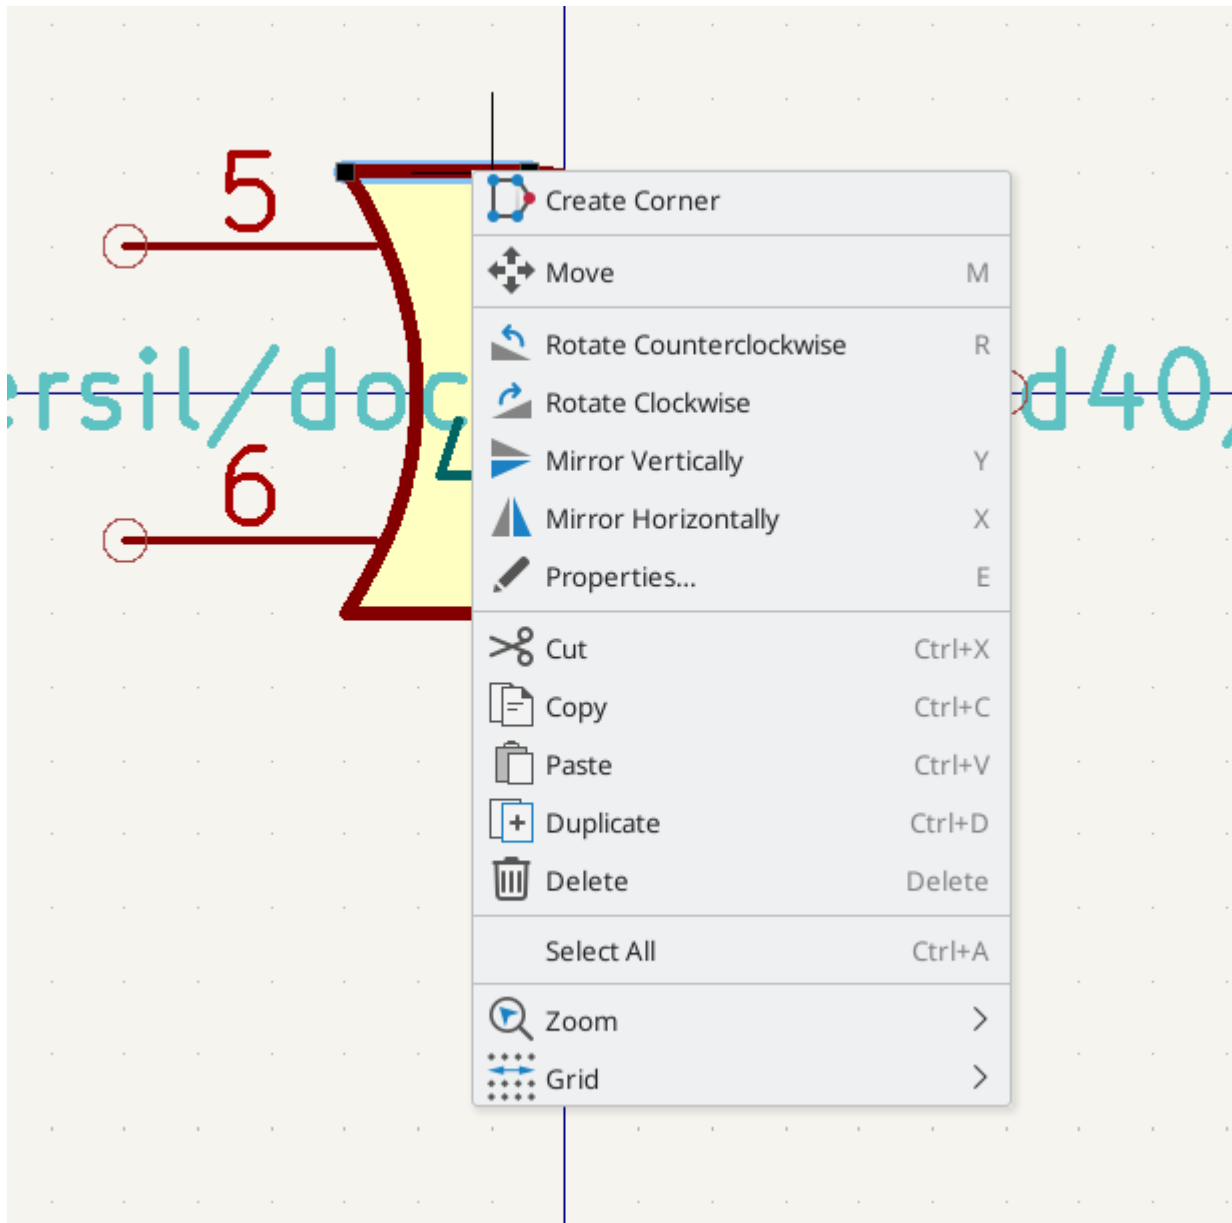 5
Create Corner
Move M
Rotate Counterclockwise R
ersil/doc d40/
Rotate Clockwise
6
Mirror Vertically Y
Mirror Horizontally X
Properties... E
Cut Ctrl+X
Copy Ctrl+C
Paste Ctrl+V
Duplicate Ctrl+D
Delete Delete
Select All Ctrl+A
Zoom
Grid